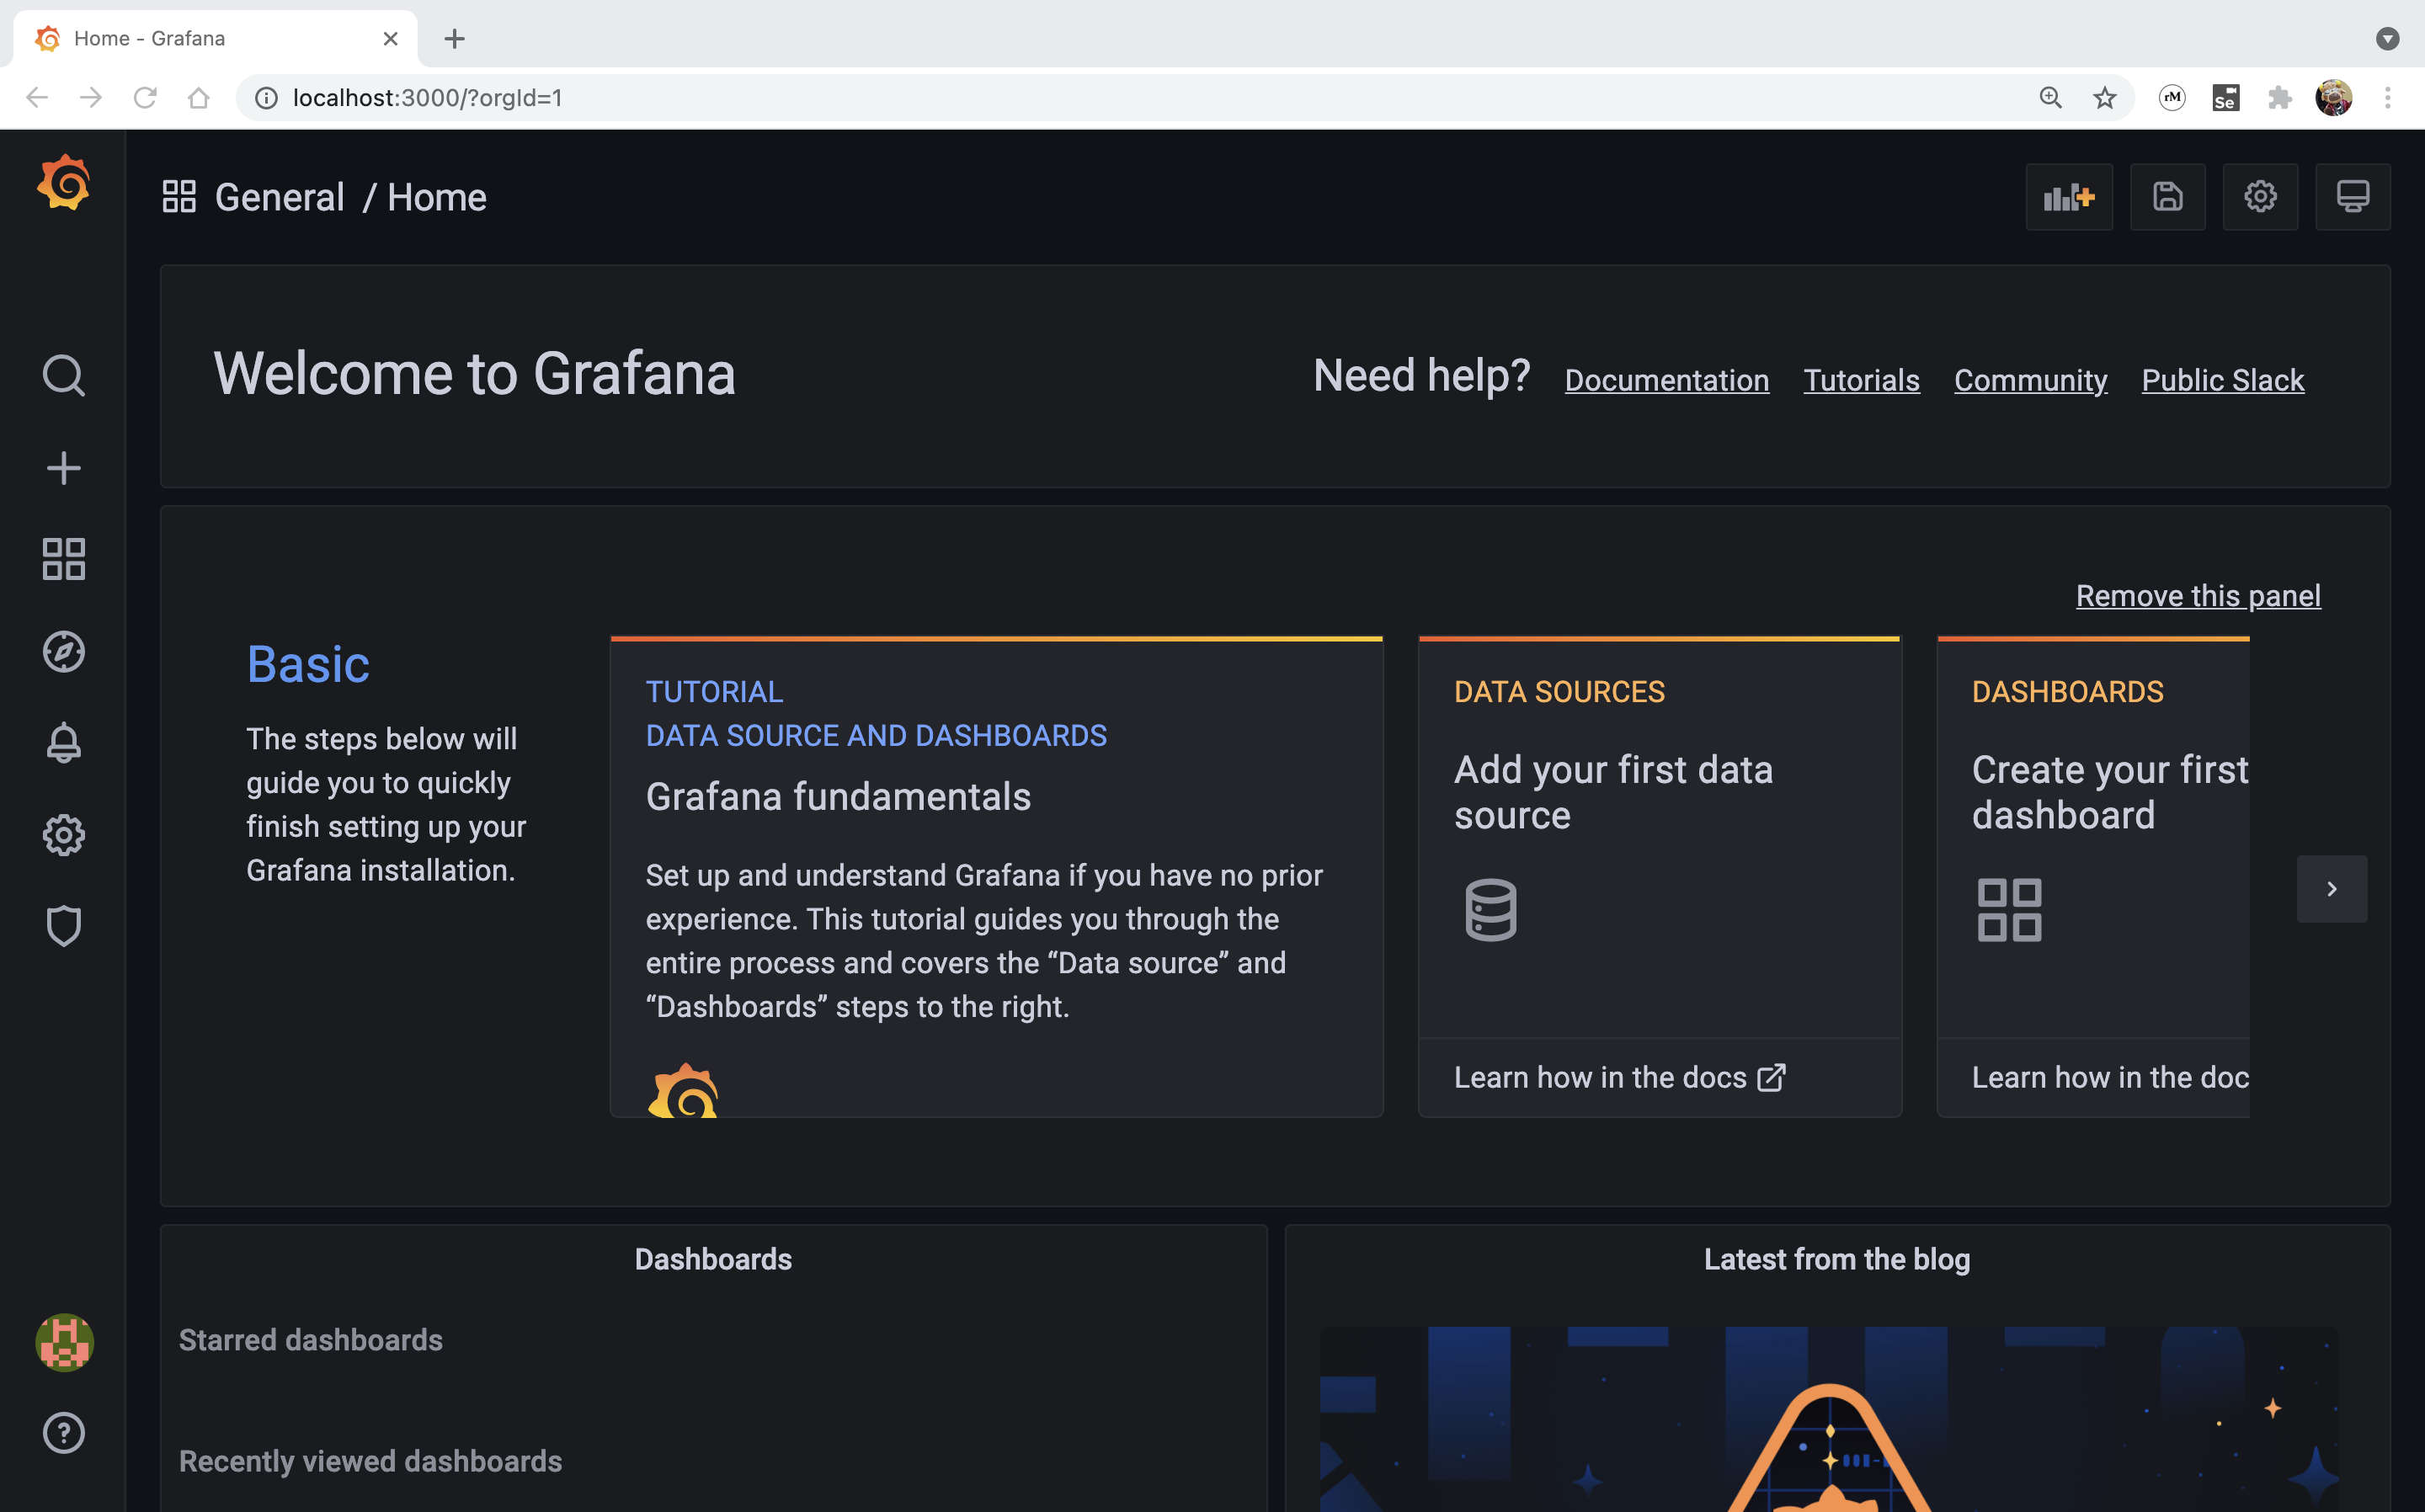 Home - Grafana
localhost:3000/?orgId=1
rM
Se
General / Home
Welcome to Grafana
Need help? Documentation Tutorials Community Public Slack
Remove this panel
Basic
The steps below will
guide you to quickly
finish setting up your
Grafana installation.
TUTORIAL
DATA SOURCE AND DASHBOARDS
Grafana fundamentals
Set up and understand Grafana if you have no prior
experience. This tutorial guides you through the
entire process and covers the “Data source” and
“Dashboards” steps to the right.
DATA SOURCES
Add your first data
source
Learn how in the docs
DASHBOARDS
Create your first
dashboard
Learn how in the doc
Dashboards
Starred dashboards
Recently viewed dashboards
Latest from the blog